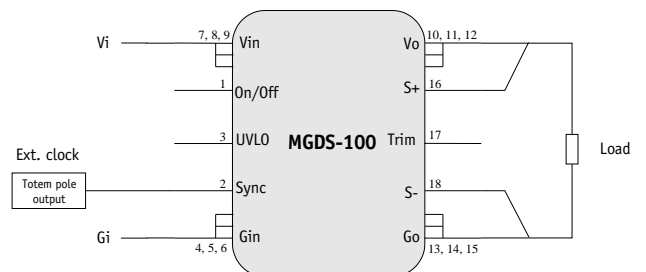 Vi
7, 8, 9
Vin
Vo
10, 11, 12
1
On/Off
S+
16
3
UVLO
MGDS-100
Trim
17
Load
Ext. clock
Totem pole
output
2
Sync
S-
18
Gi
4, 5, 6
Gin
Go
13, 14, 15